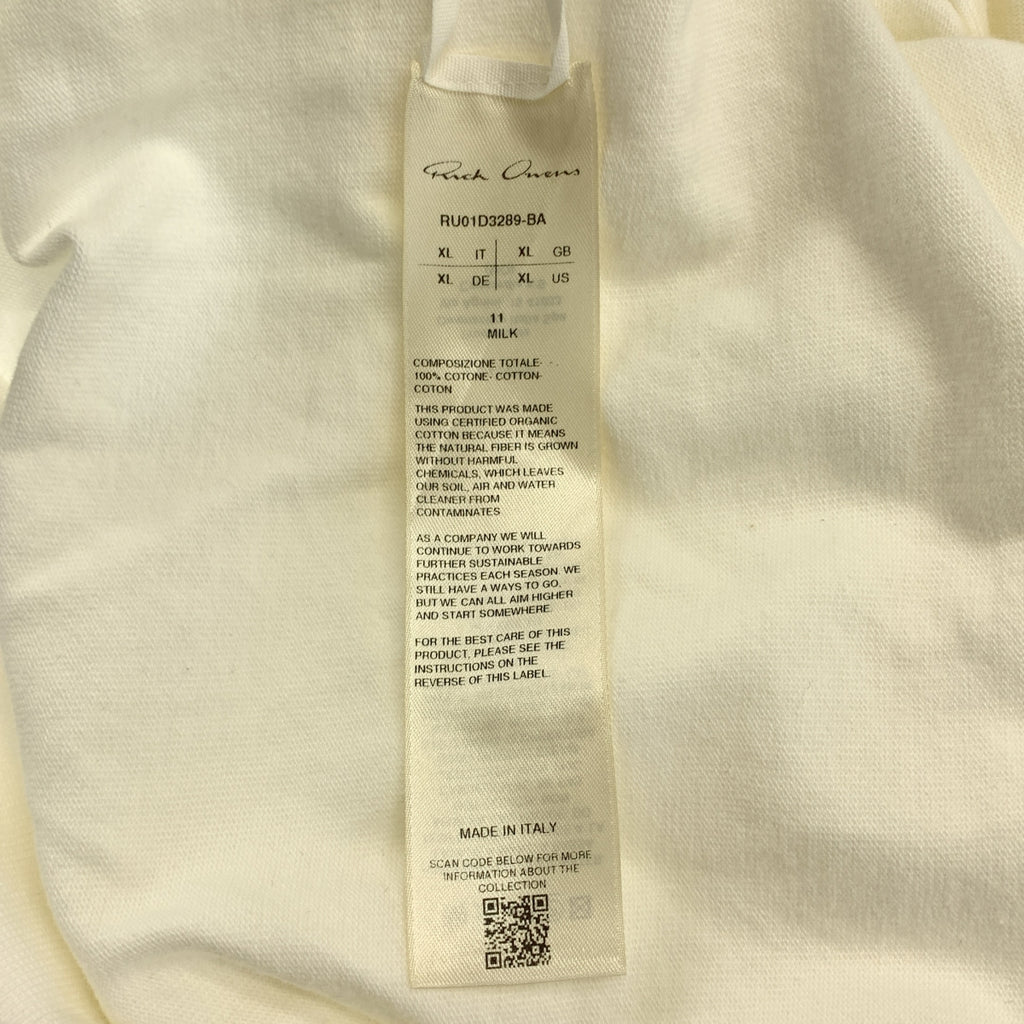 Rick Owens
RU01D3289-BA
XL IT XL GB
XL DE XL US
11
MILK
COMPOSIZIONE TOTALE-
100% COTONE- COTTON-
COTON
THIS PRODUCT WAS MADE
USING CERTIFIED ORGANIC
COTTON BECAUSE IT MEANS
THE NATURAL FIBER IS GROWN
WITHOUT HARMFUL
CHEMICALS, WHICH LEAVES
OUR SOIL, AIR AND WATER
CLEANER FROM
CONTAMINATES
AS A COMPANY WE WILL
CONTINUE TO WORK TOWARDS
FURTHER SUSTAINABLE
PRACTICES EACH SEASON. WE
STILL HAVE A WAYS TO GO,
BUT WE CAN ALL AIM HIGHER
AND START SOMEWHERE.
FOR THE BEST CARE OF THIS
PRODUCT, PLEASE SEE THE
INSTRUCTIONS ON THE
REVERSE OF THIS LABEL.
MADE IN ITALY
SCAN CODE BELOW FOR MORE
INFORMATION ABOUT THE
COLLECTION